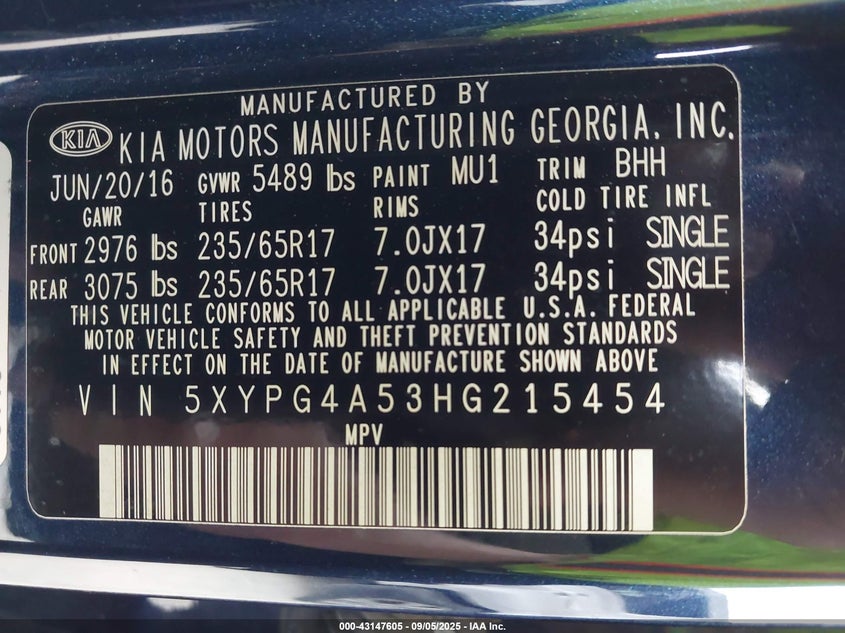 MANUFACTURED BY
KIA KIA MOTORS MANUFACTURING GEORGIA, INC.
JUN/20/16 GVWR 5489 lbs PAINT MU1 TRIM BHH
GAWR TIRES RIMS COLD TIRE INFL
FRONT 2976 lbs 235/65R17 7.0JX17 34psi SINGLE
REAR 3075 lbs 235/65R17 7.0JX17 34psi SINGLE
THIS VEHICLE CONFORMS TO ALL APPLICABLE U.S.A. FEDERAL
MOTOR VEHICLE SAFETY AND THEFT PREVENTION STANDARDS
IN EFFECT ON THE DATE OF MANUFACTURE SHOWN ABOVE
VIN 5XYPG4A53HG215454
MPV
000-43147605 - 09/05/2025 - IAA Inc.